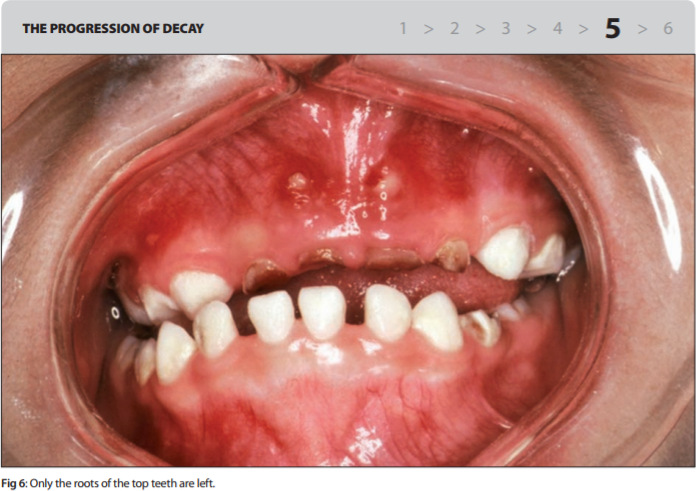 THE PROGRESSION OF DECAY 1 > 2 > 3 > 4 > 5 > 6
Fig 6: Only the roots of the top teeth are left.